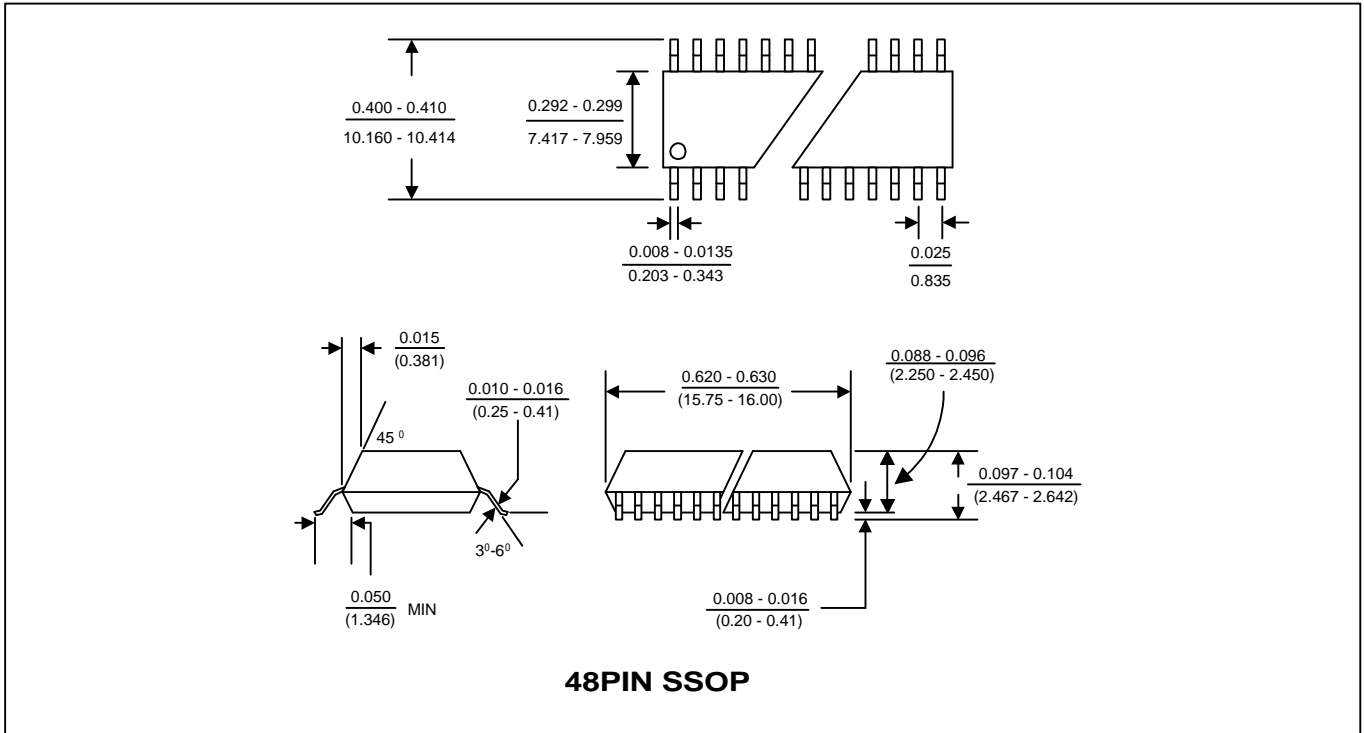 0.400 - 0.410
10.160 - 10.414
0.292 - 0.299
7.417 - 7.959
0.008 - 0.0135
0.203 - 0.343
0.025
0.835
0.015
(0.381)
0.010 - 0.016
(0.25 - 0.41)
45 ⁰
3⁰-6⁰
0.050
(1.346)
MIN
0.620 - 0.630
(15.75 - 16.00)
0.088 - 0.096
(2.250 - 2.450)
0.097 - 0.104
(2.467 - 2.642)
0.008 - 0.016
(0.20 - 0.41)
48PIN SSOP